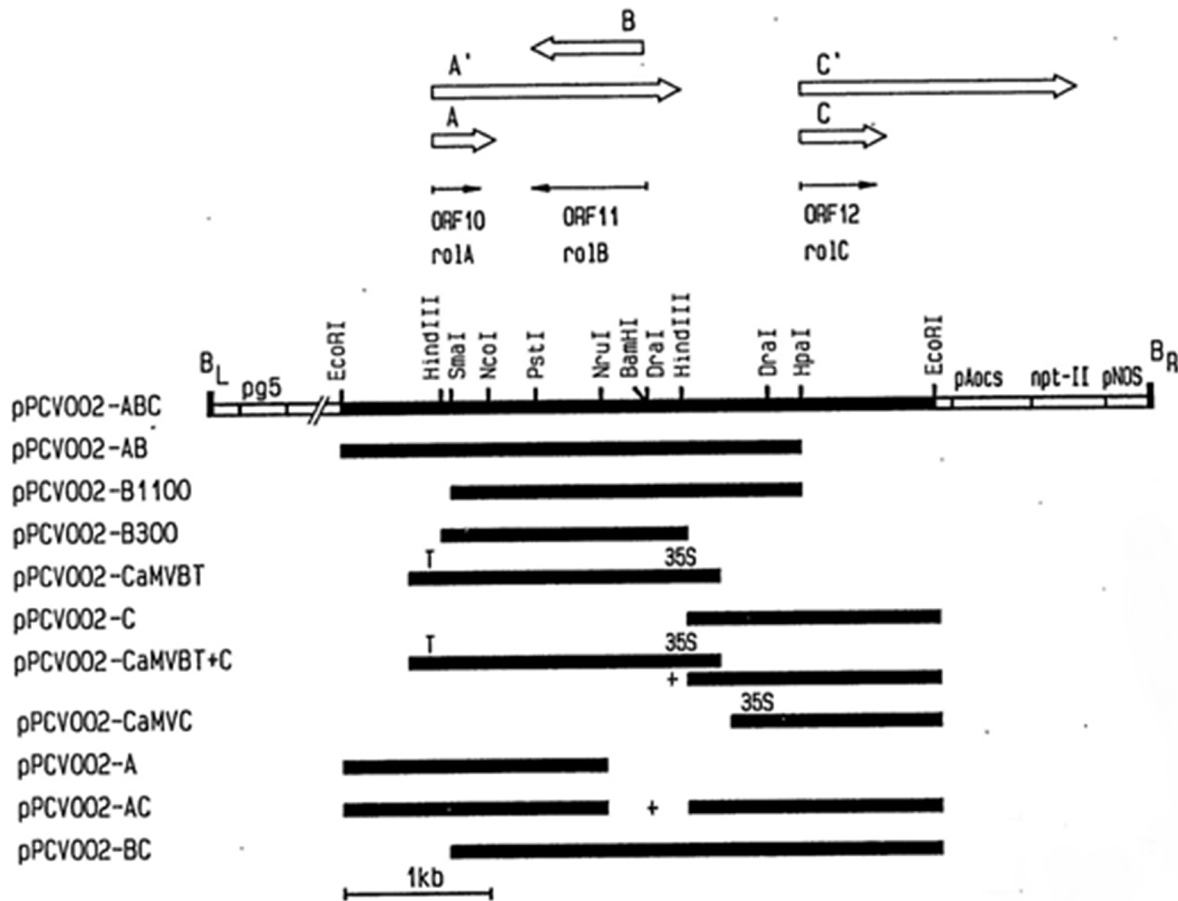 B
A'
C'
A
C
ORF10
ORF11
ORF12
rolA
rolB
rolC
EcoRI
HindIII
SmaI
NcoI
PstI
NruI
BamHI
DraI
HindIII
DraI
HpaI
EcoRI
BL
pg5
pAocs
npt-II
pNOS
BR
pPCV002-ABC
pPCV002-AB
pPCV002-B1100
pPCV002-B300
T
35S
pPCV002-CaMVBT
pPCV002-C
T
35S
pPCV002-CaMVBT+C
+
35S
pPCV002-CaMVC
pPCV002-A
pPCV002-AC
+
pPCV002-BC
1kb